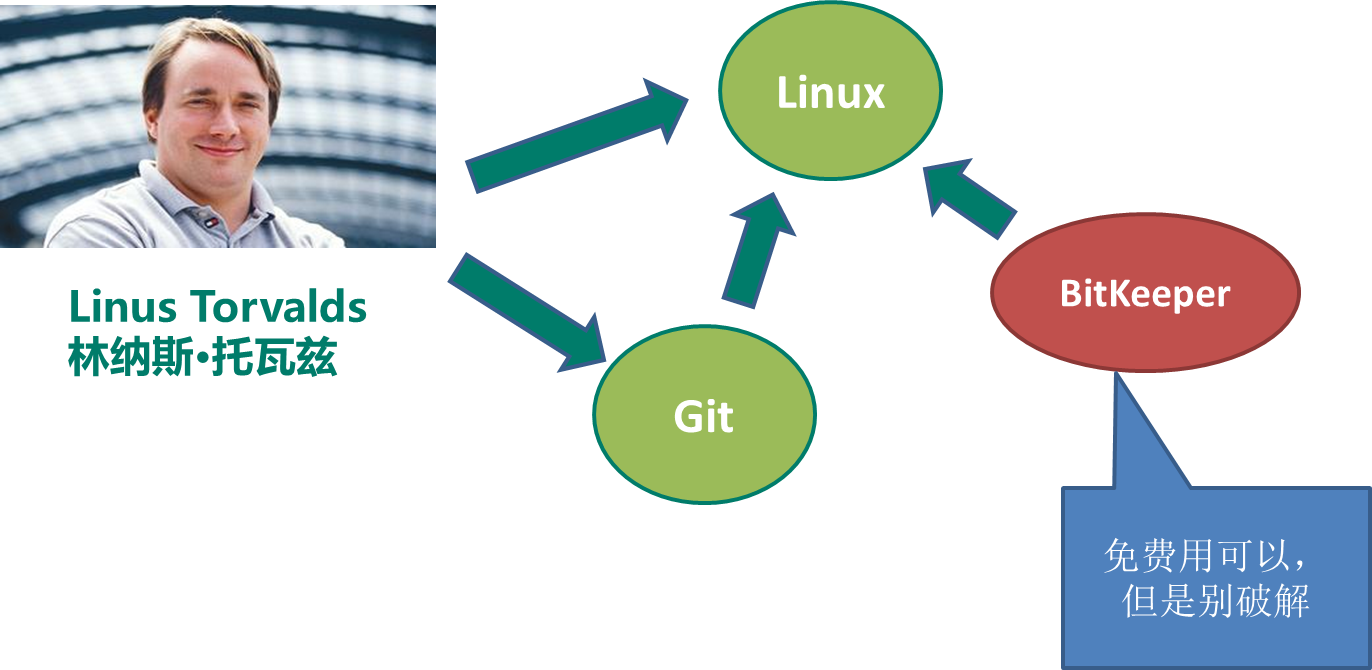 Linux
BitKeeper
Linus Torvalds
林纳斯•托瓦兹
Git
免费用可以，
但是别破解